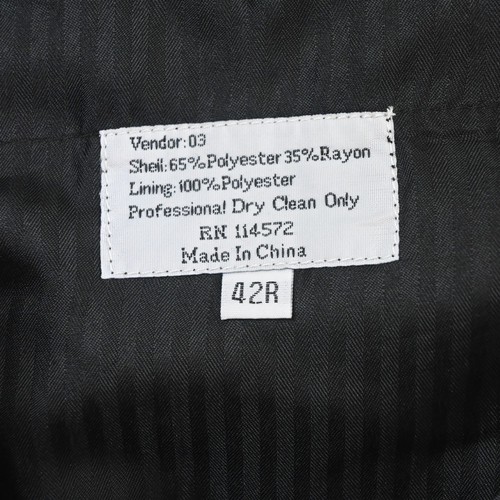 Vendor:03
Shell:65%Polyester 35%Rayon
Lining:100%Polyester
Professional Dry Clean Only
RN 114572
Made In China
42R